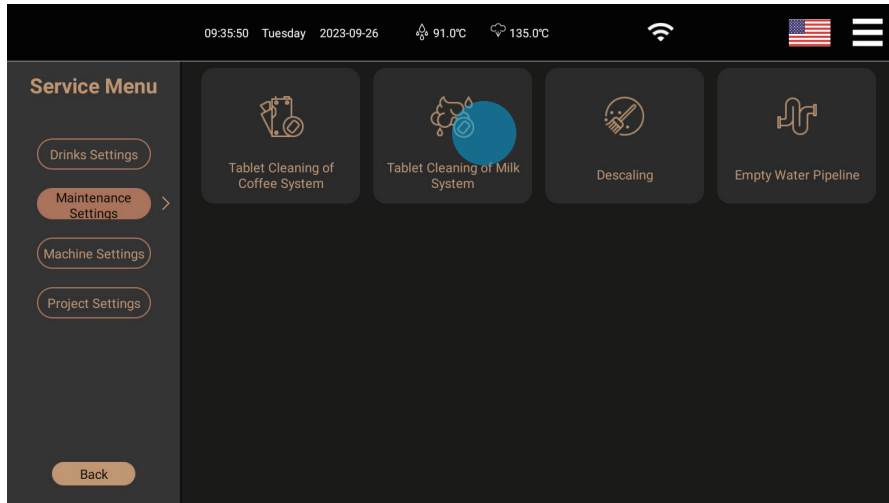 09:35:50 Tuesday 2023-09-26 91.0℃ 135.0℃
Service Menu
Drinks Settings
Maintenance
Settings
Machine Settings
Project Settings
Back
Tablet Cleaning of
Coffee System
Tablet Cleaning of Milk
System
Descaling
Empty Water Pipeline